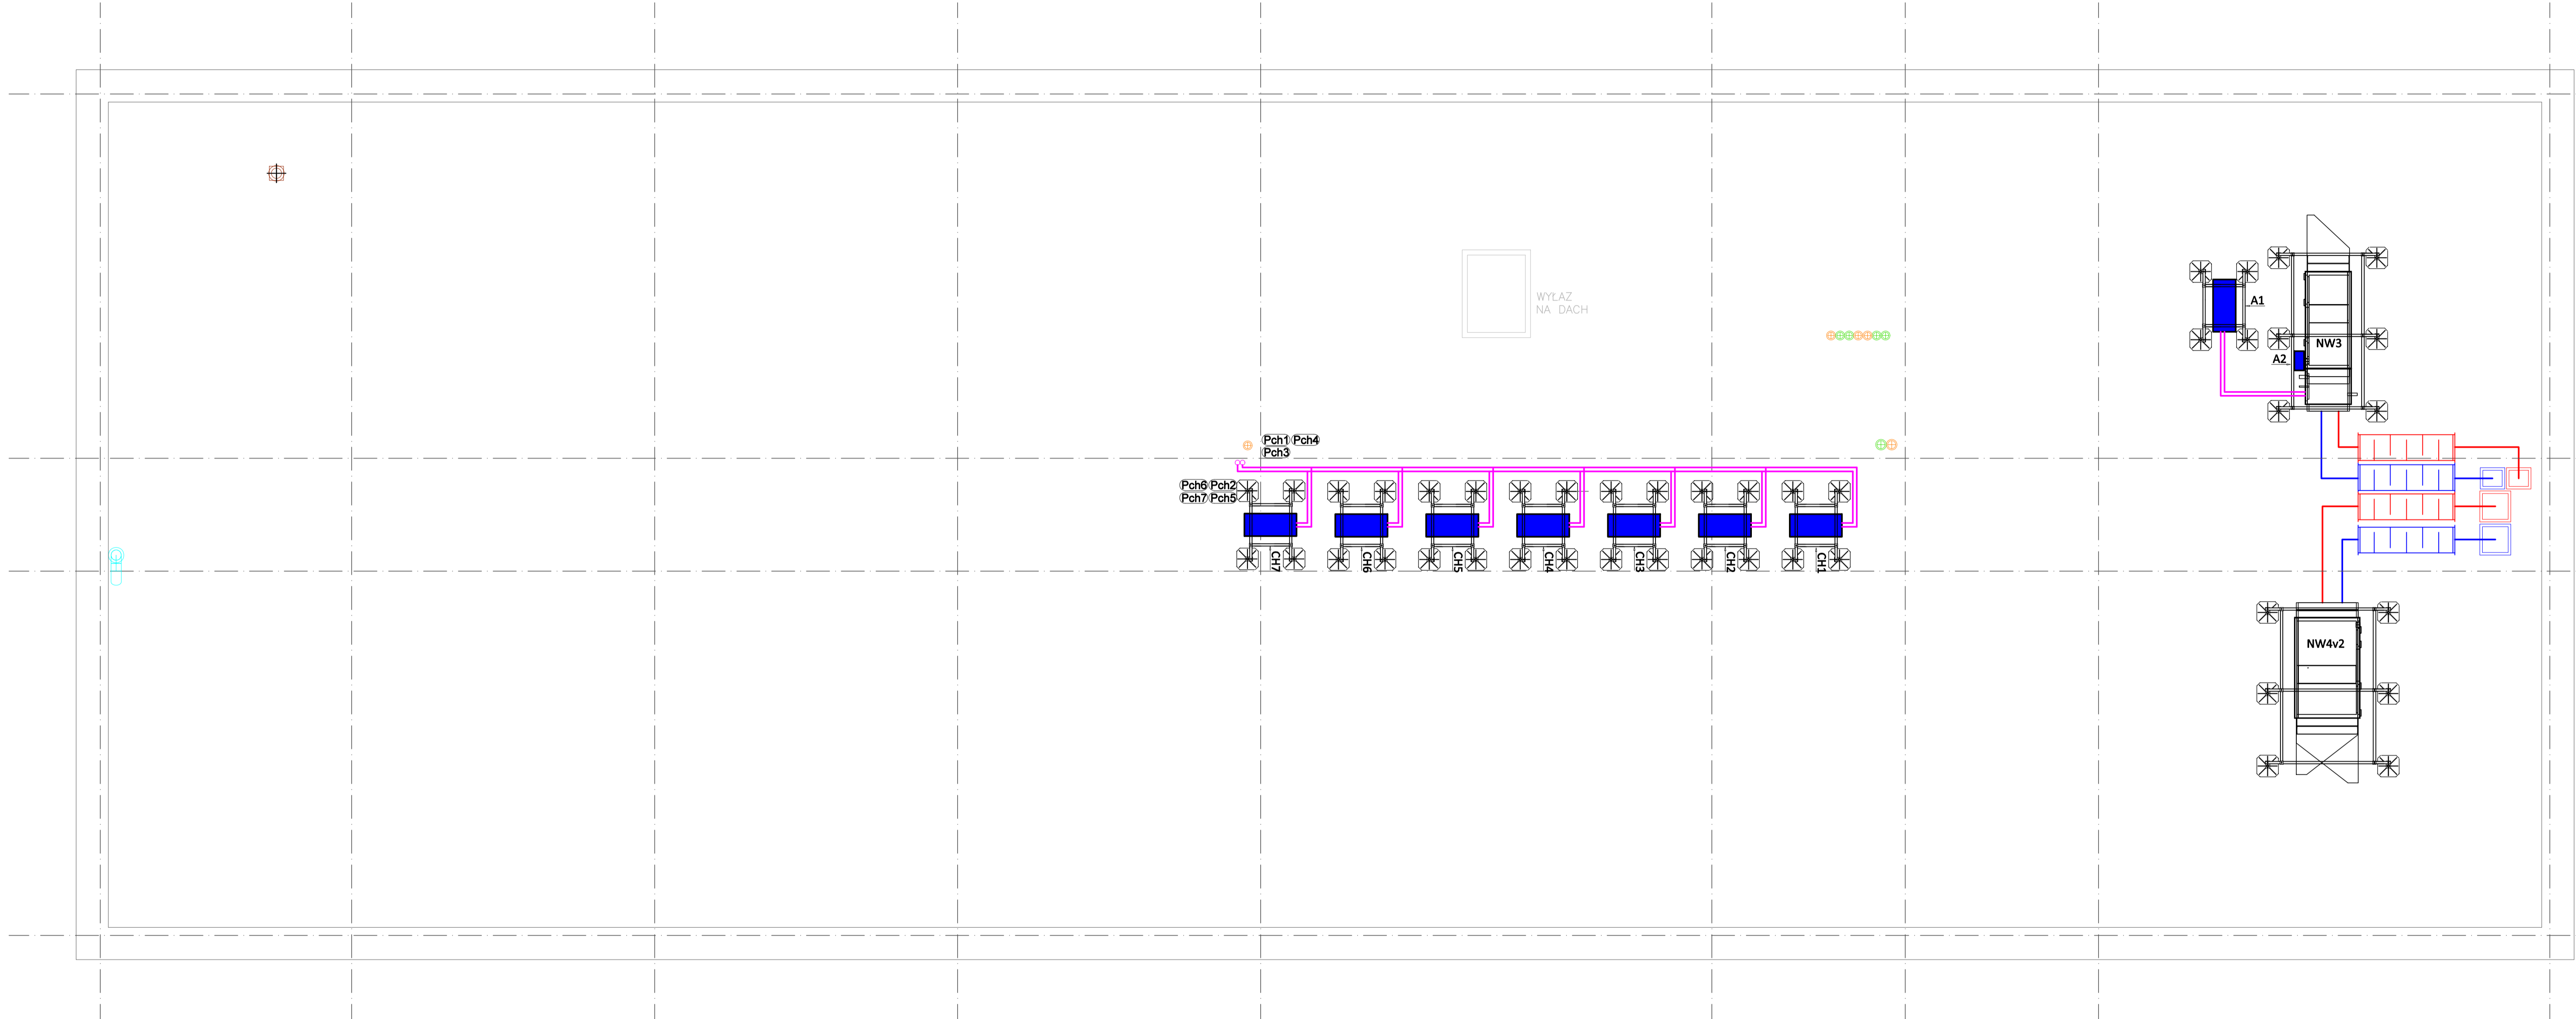 WYŁAZ
NA DACH
A1
NW3
A2
Pch1 Pch4
Pch3
Pch6 Pch2
Pch7 Pch5
CH7
CH6
CH5
CH4
CH3
CH2
CH1
NW4v2